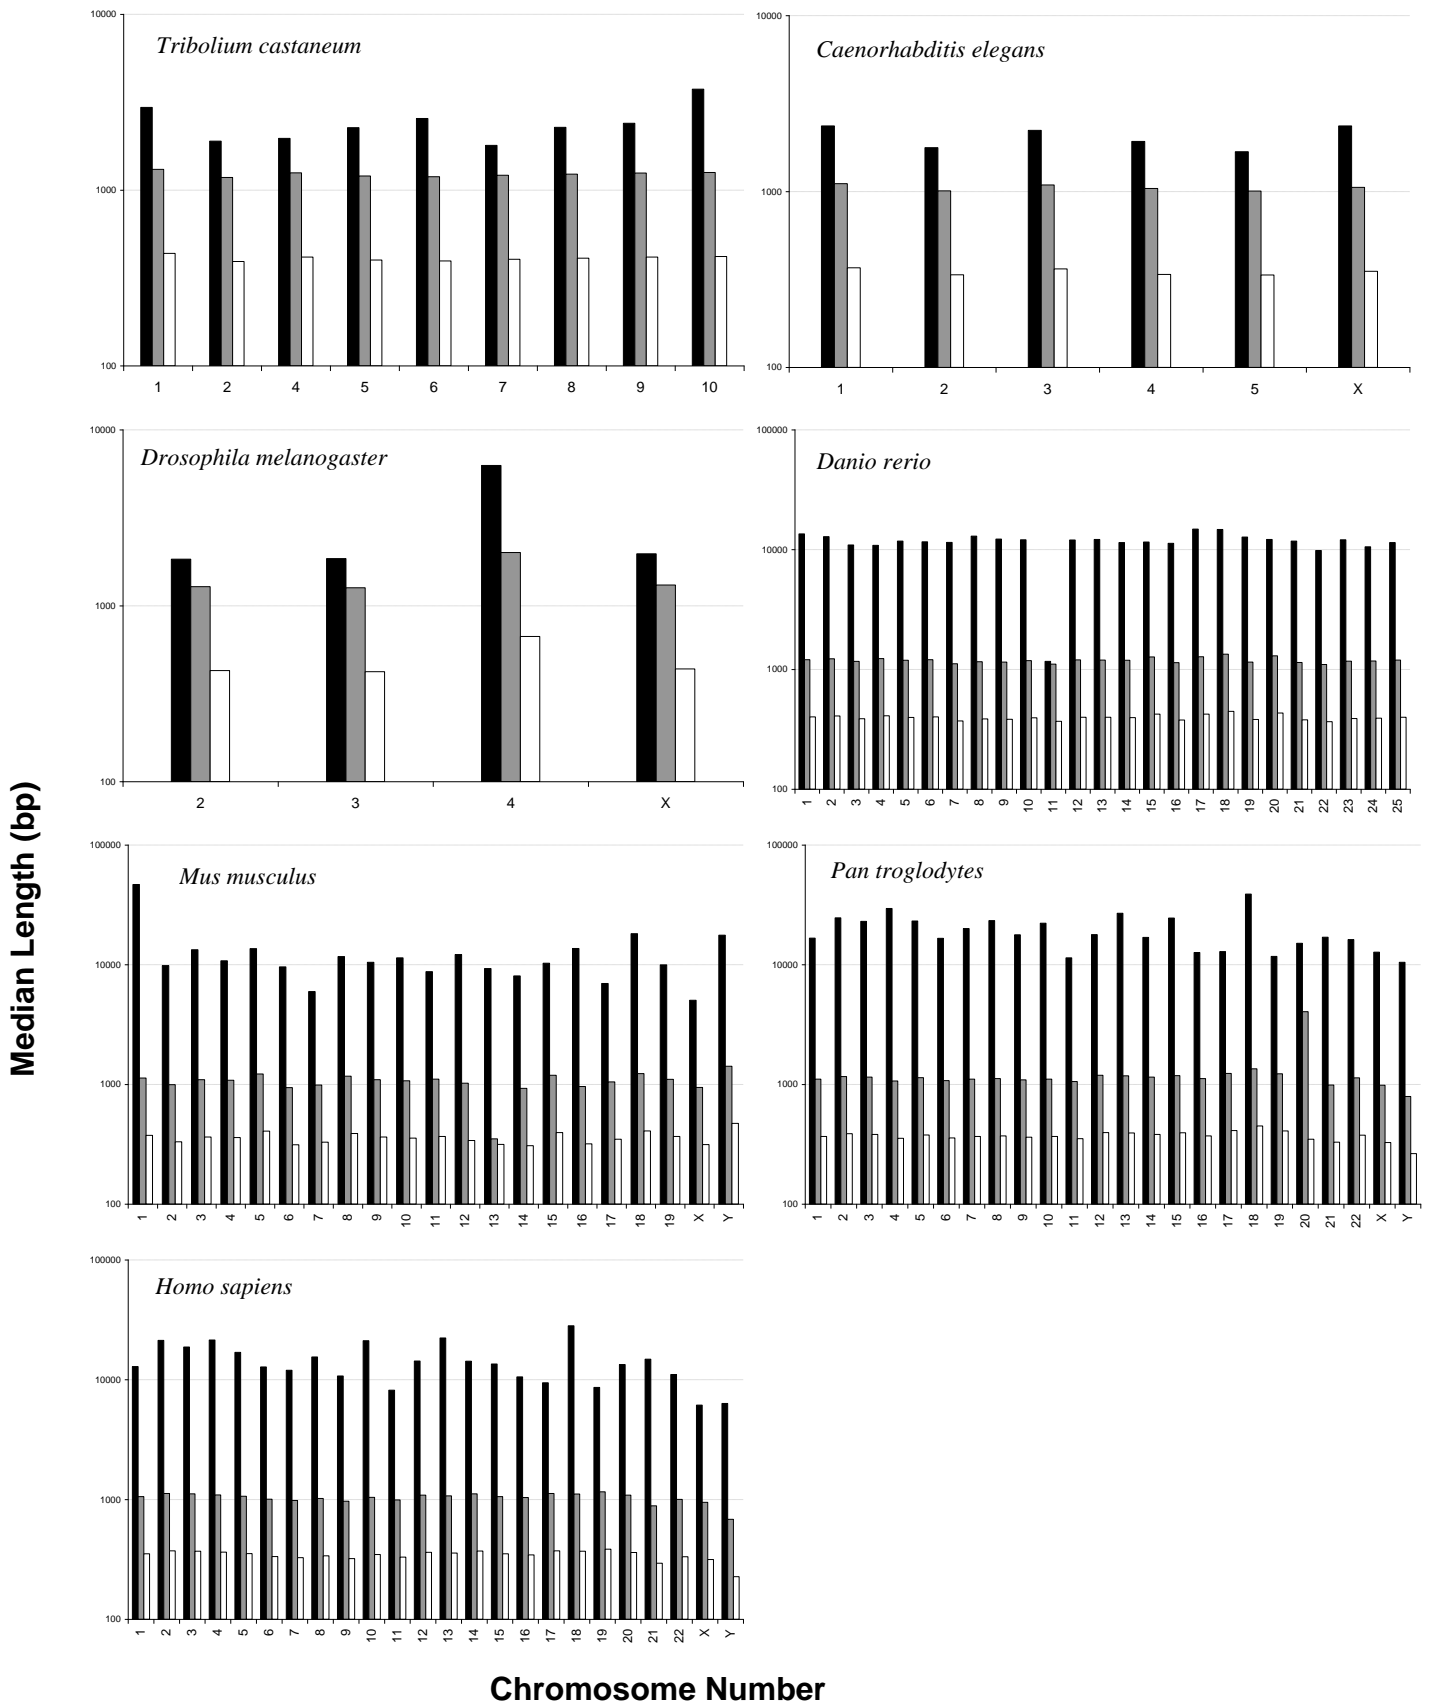 Median Length (bp)
Tribolium castaneum
10000
1000
100
1 2 4 5 6 7 8 9 10
Caenorhabditis elegans
10000
1000
100
1 2 3 4 5 X
Drosophila melanogaster
10000
1000
100
2 3 4 X
Danio rerio
100000
10000
1000
100
1 2 3 4 5 6 7 8 9 10 11 12 13 14 15 16 17 18 19 20 21 22 23 24 25
Mus musculus
100000
10000
1000
100
1 2 3 4 5 6 7 8 9 10 11 12 13 14 15 16 17 18 19 X Y
Pan troglodytes
100000
10000
1000
100
1 2 3 4 5 6 7 8 9 10 11 12 13 14 15 16 17 18 19 20 21 22 X Y
Homo sapiens
100000
10000
1000
100
1 2 3 4 5 6 7 8 9 10 11 12 13 14 15 16 17 18 19 20 21 22 X Y
Chromosome Number